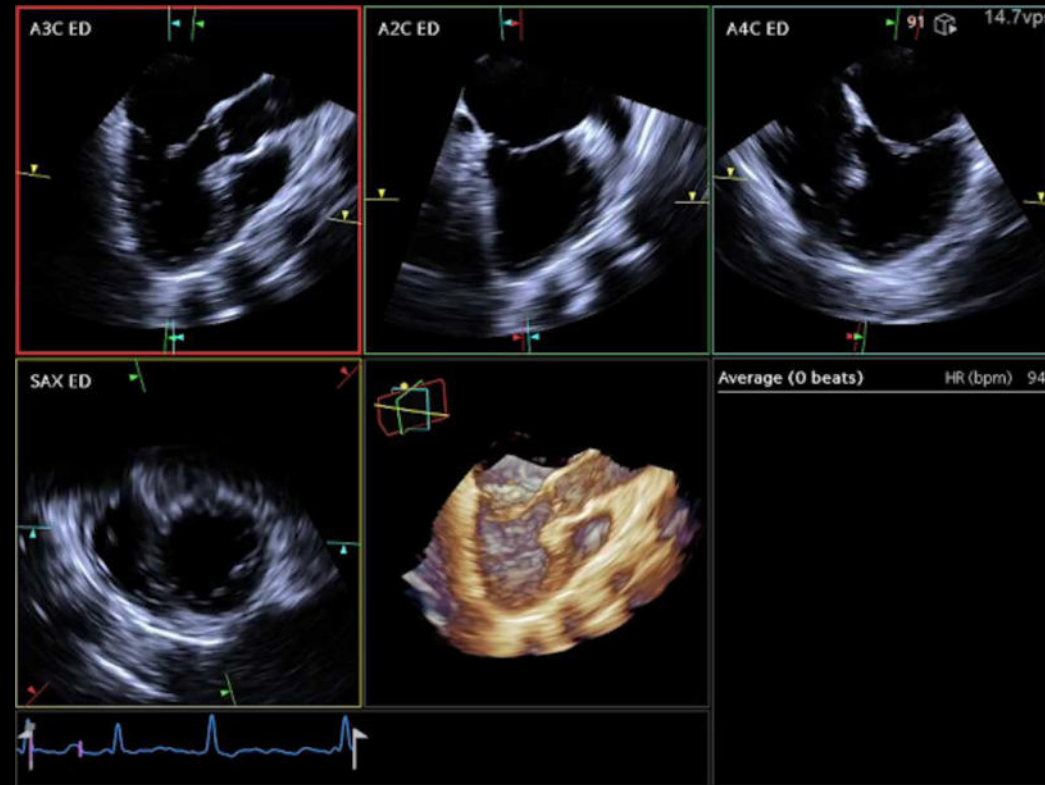 A3C ED
A2C ED
A4C ED
91
14.7vp
SAX ED
Average (0 beats)
HR (bpm) 94